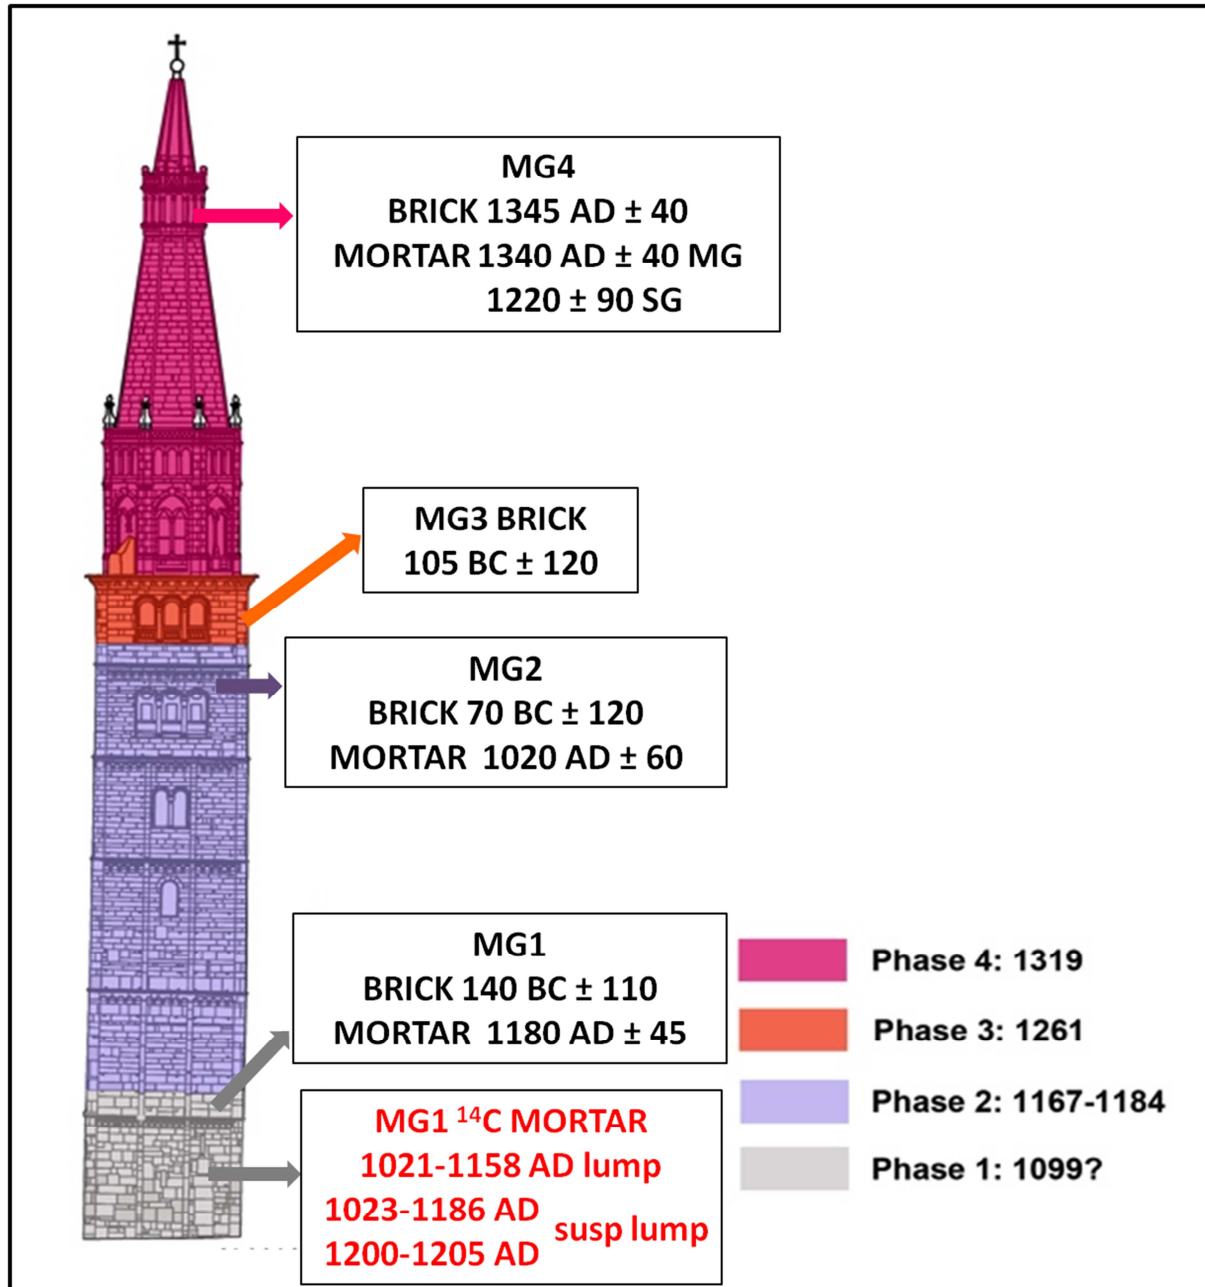 MG4
BRICK 1345 AD ± 40
MORTAR 1340 AD ± 40 MG
1220 ± 90 SG
MG3 BRICK
105 BC ± 120
MG2
BRICK 70 BC ± 120
MORTAR 1020 AD ± 60
MG1
BRICK 140 BC ± 110
MORTAR 1180 AD ± 45
MG1 ¹⁴C MORTAR
1021-1158 AD lump
1023-1186 AD
1200-1205 AD
susp lump
Phase 4: 1319
Phase 3: 1261
Phase 2: 1167-1184
Phase 1: 1099?